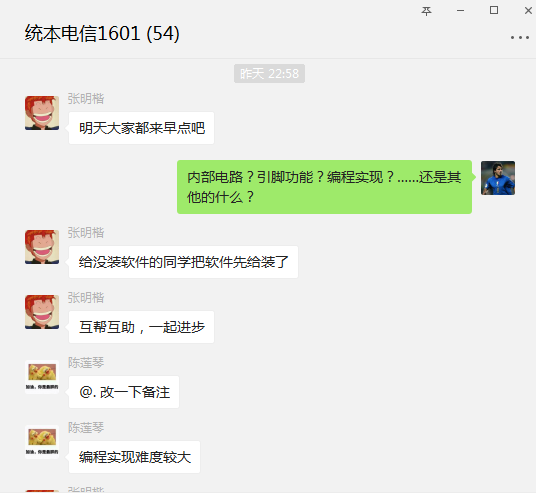 统本电信1601 (54)
昨天 22:58
张明楷
明天大家都来早点吧
内部电路？引脚功能？编程实现？......还是其
他的什么？
张明楷
给没装软件的同学把软件先给装了
张明楷
互帮互助，一起进步
陈莲琴
@. 改一下备注
陈莲琴
编程实现难度较大
张明楷